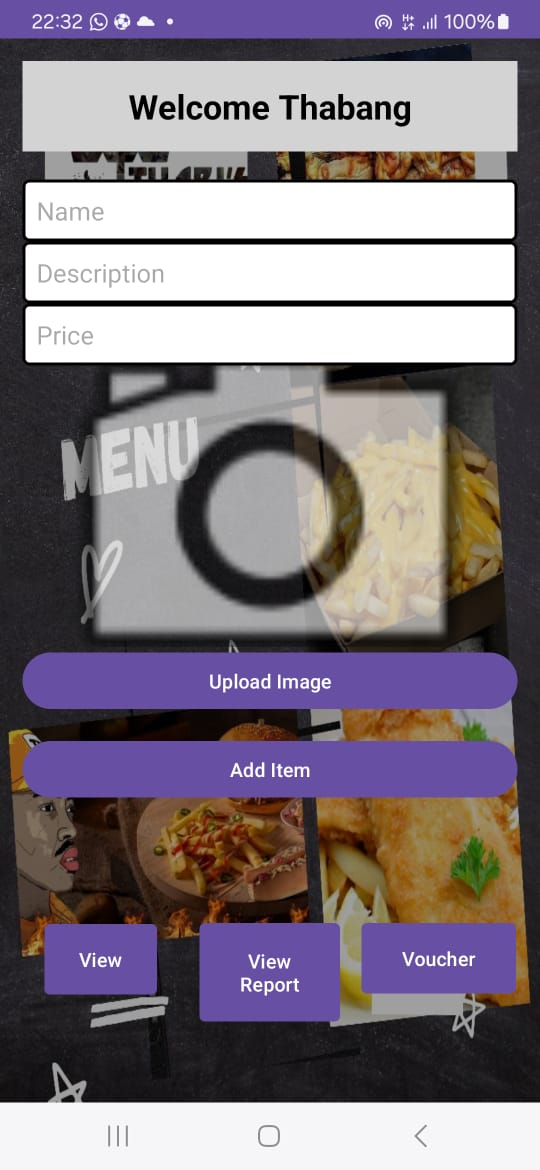 22:32
100%
Welcome Thabang
Name
Description
Price
MENU
Upload Image
Add Item
View
View
Report
Voucher